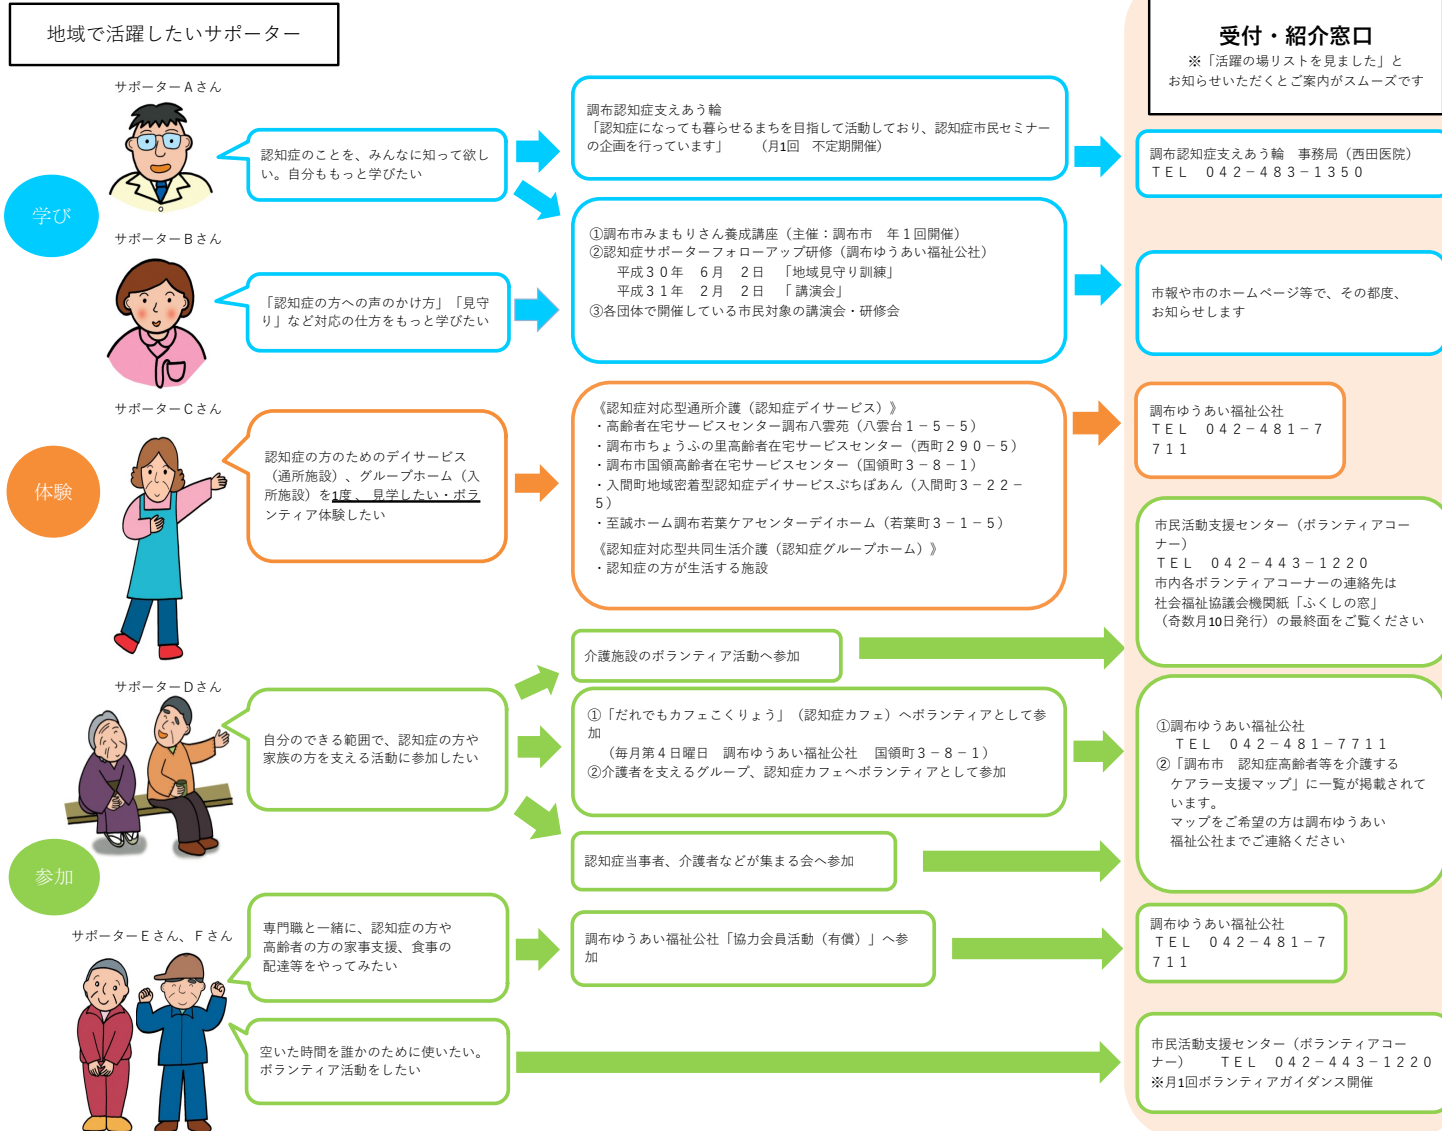 地域で活躍したいサポーター
受付・紹介窓口
※「活躍の場リストを見ました」と
お知らせいただくとご案内がスムーズです
サポーターAさん
学び
認知症のことを、みんなに知って欲し
い。自分ももっと学びたい
調布認知症支えあう輪
「認知症になっても暮らせるまちを目指して活動しており、認知症市民セミナー
の企画を行っています」　　（月1回　不定期開催）
調布認知症支えあう輪　事務局（西田医院）
ＴＥＬ　０４２－４８３－１３５０
サポーターBさん
「認知症の方への声のかけ方」「見守
り」など対応の仕方をもっと学びたい
①調布市みまもりさん養成講座（主催：調布市　年１回開催）
②認知症サポーターフォローアップ研修（調布ゆうあい福祉公社）
平成３０年　６月　２日　「地域見守り訓練」
平成３１年　２月　２日　「講演会」
③各団体で開催している市民対象の講演会・研修会
市報や市のホームページ等で、その都度、
お知らせします
サポーターCさん
体験
認知症の方のためのデイサービス
（通所施設）、グループホーム（入
所施設）を1度、見学したい・ボラ
ンティア体験したい
《認知症対応型通所介護（認知症デイサービス）》
・高齢者在宅サービスセンター調布八雲苑（八雲台１－５－５）
・調布市ちょうふの里高齢者在宅サービスセンター（西町２９０－５）
・調布市国領高齢者在宅サービスセンター（国領町３－８－１）
・入間町地域密着型認知症デイサービスぷちぽあん（入間町３－２２－
５）
・至誠ホーム調布若葉ケアセンターデイホーム（若葉町３－１－５）
《認知症対応型共同生活介護（認知症グループホーム）》
・認知症の方が生活する施設
調布ゆうあい福祉公社
ＴＥＬ　０４２－４８１－７
７１１
市民活動支援センター（ボランティアコー
ナー）
ＴＥＬ　０４２－４４３－１２２０
市内各ボランティアコーナーの連絡先は
社会福祉協議会機関紙「ふくしの窓」
（奇数月10日発行）の最終面をご覧ください
サポーターDさん
参加
自分のできる範囲で、認知症の方や
家族の方を支える活動に参加したい
介護施設のボランティア活動へ参加
①「だれでもカフェこくりょう」（認知症カフェ）へボランティアとして参
加
（毎月第４日曜日　調布ゆうあい福祉公社　国領町３－８－１）
②介護者を支えるグループ、認知症カフェへボランティアとして参加
認知症当事者、介護者などが集まる会へ参加
①調布ゆうあい福祉公社
ＴＥＬ　０４２－４８１－７７１１
②「調布市　認知症高齢者等を介護する
ケアラー支援マップ」に一覧が掲載されて
います。
マップをご希望の方は調布ゆうあい
福祉公社までご連絡ください
サポーターEさん、Fさん
専門職と一緒に、認知症の方や
高齢者の方の家事支援、食事の
配達等をやってみたい
調布ゆうあい福祉公社「協力会員活動（有償）」へ参
加
調布ゆうあい福祉公社
ＴＥＬ　０４２－４８１－７
７１１
空いた時間を誰かのために使いたい。
ボランティア活動をしたい
市民活動支援センター（ボランティアコー
ナー）　　ＴＥＬ　０４２－４４３－１２２０
※月1回ボランティアガイダンス開催